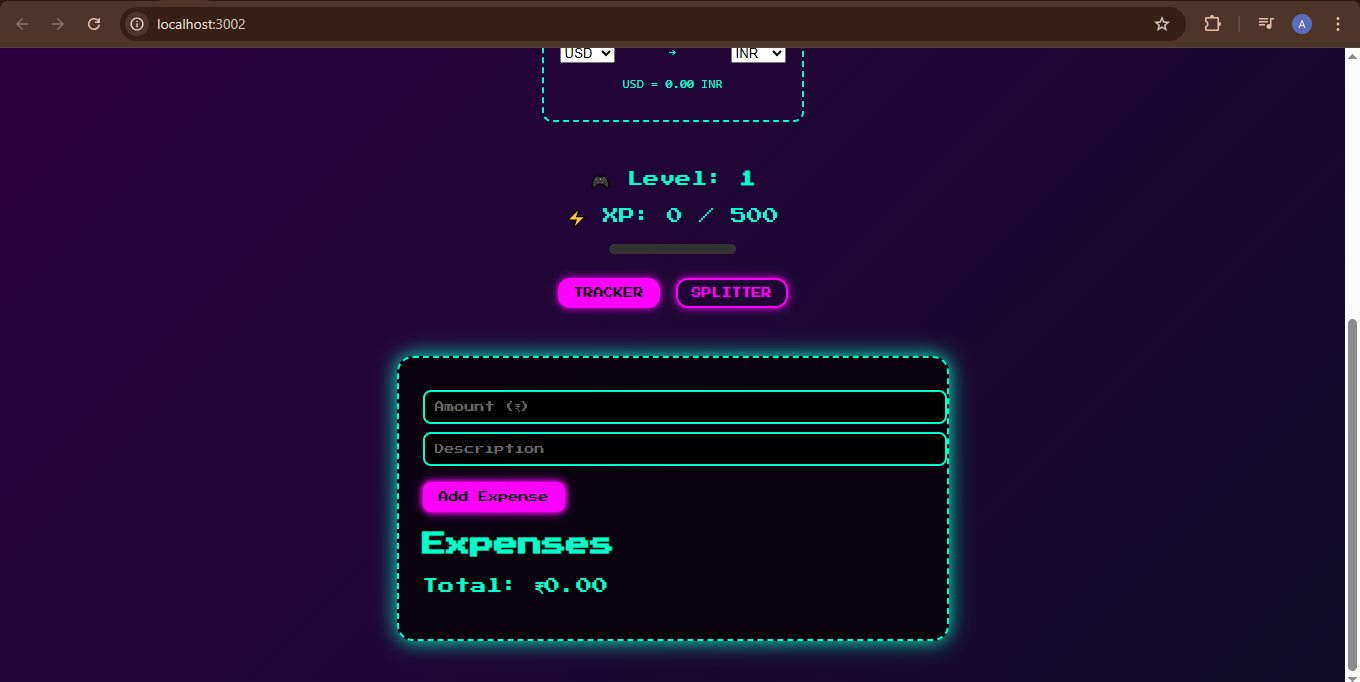 localhost:3002
A
USD → INR
USD = 0.00 INR
Level: 1
XP: 0 / 500
TRACKER SPLITTER
Amount (₹)
Description
Add Expense
Expenses
Total: ₹0.00